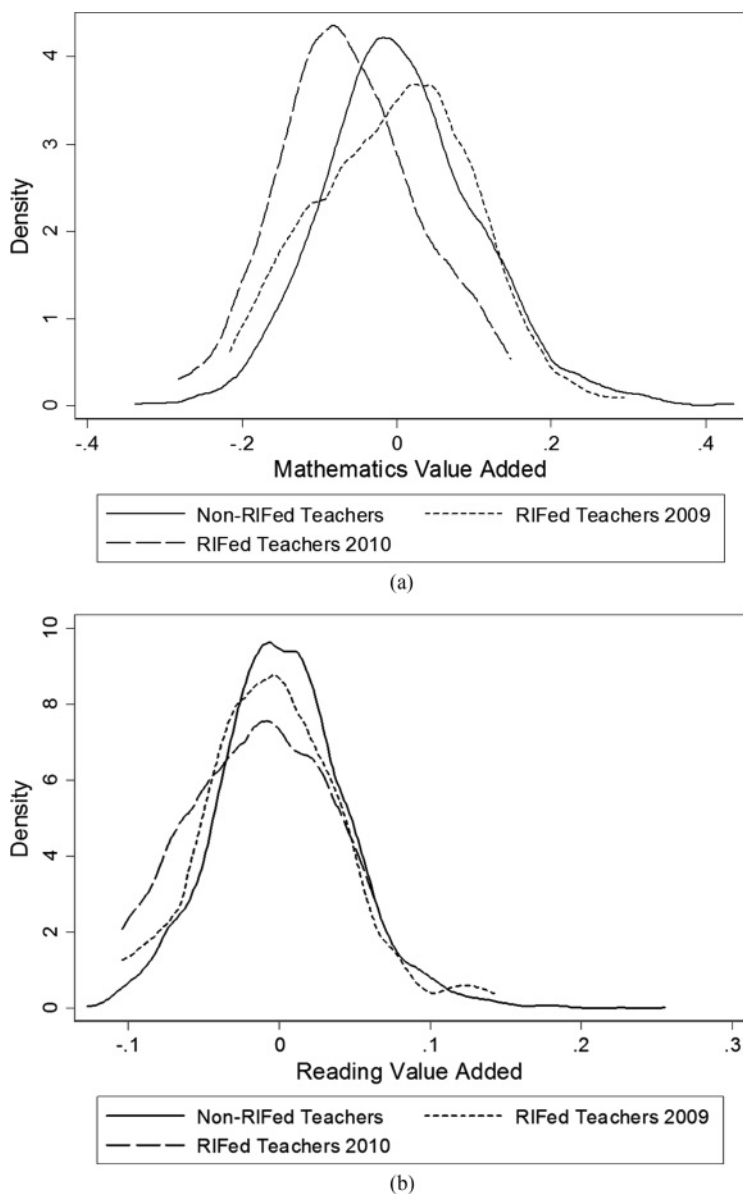 4
3
2
1
0
Density
-.4
-.2
0
.2
.4
Mathematics Value Added
Non-RIFed Teachers
RIFed Teachers 2009
RIFed Teachers 2010
(a)
10
8
6
4
2
0
Density
-.1
0
.1
.2
.3
Reading Value Added
Non-RIFed Teachers
RIFed Teachers 2009
RIFed Teachers 2010
(b)